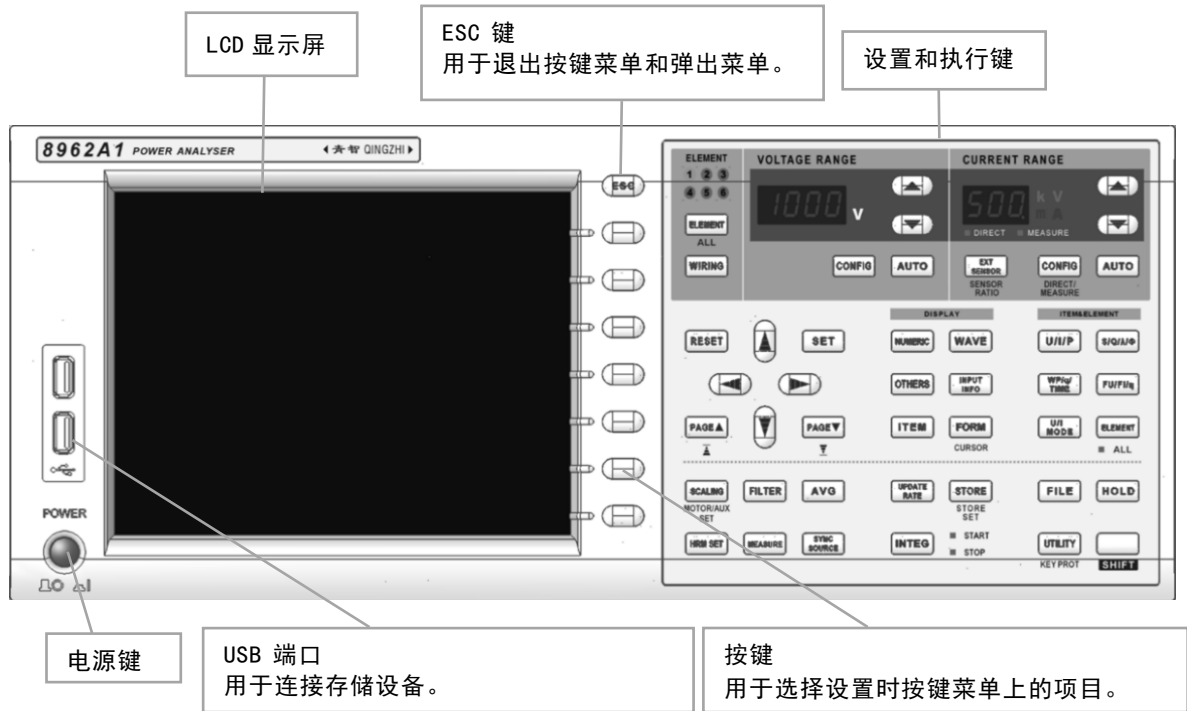 LCD 显示屏
ESC 键
用于退出按键菜单和弹出菜单。
设置和执行键
8962A1 POWER ANALYSER
青智 QINGZHI
ESC
ELEMENT
1 2 3
4 5 6
ELEMENT
ALL
WIRING
VOLTAGE RANGE
1000 V
CONFIG
AUTO
CURRENT RANGE
500 k V
m A
DIRECT MEASURE
EXT SENSOR
SENSOR RATIO
CONFIG
DIRECT/
MEASURE
AUTO
DISPLAY
ITEM&ELEMENT
RESET
SET
NUMERIC
WAVE
U/I/P
S/Q/λ/Φ
OTHERS
INPUT INFO
WP/q/
TIME
FU/FI/η
PAGE▲
PAGE▼
ITEM
FORM
CURSOR
U/I MODE
ELEMENT
ALL
SCALING
MOTOR/AUX
SET
FILTER
AVG
UPDATE RATE
STORE
STORE
SET
FILE
HOLD
HRM SET
MEASURE
SYNC SOURCE
INTEG
START
STOP
UTILITY
KEY PROT
SHIFT
POWER
电源键
USB 端口
用于连接存储设备。
按键
用于选择设置时按键菜单上的项目。